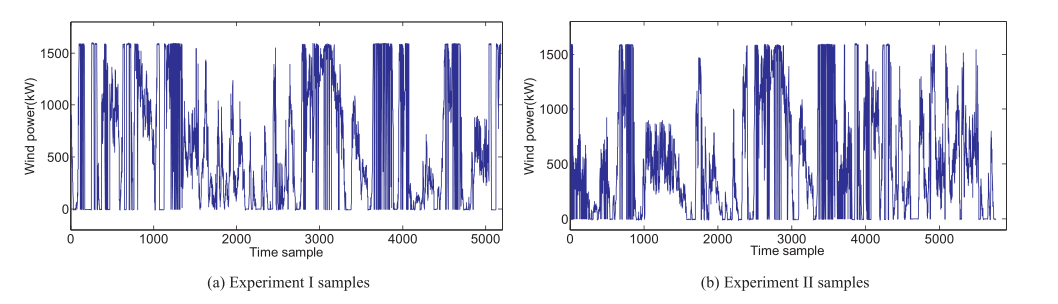 1500
1000
500
0
Wind power(kW)
0 1000 2000 3000 4000 5000
Time sample
(a) Experiment I samples
1500
1000
500
0
Wind power(kW)
0 1000 2000 3000 4000 5000
Time sample
(b) Experiment II samples